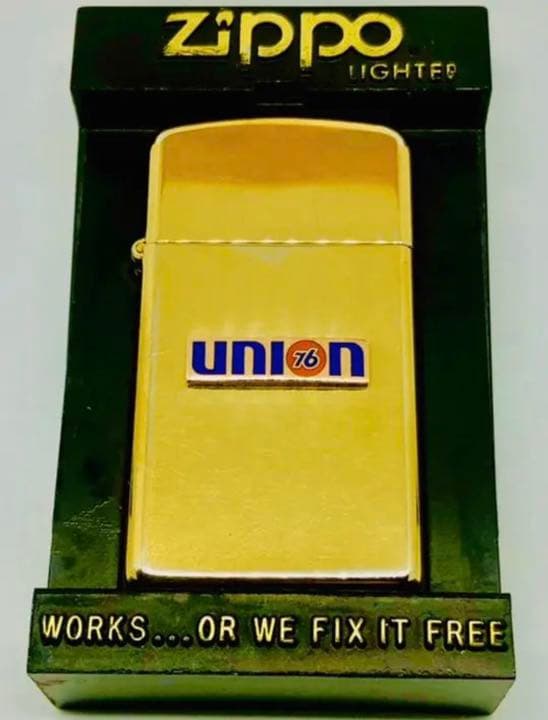 Zippo
LIGHTER
UNION
76
WORKS...OR WE FIX IT FREE